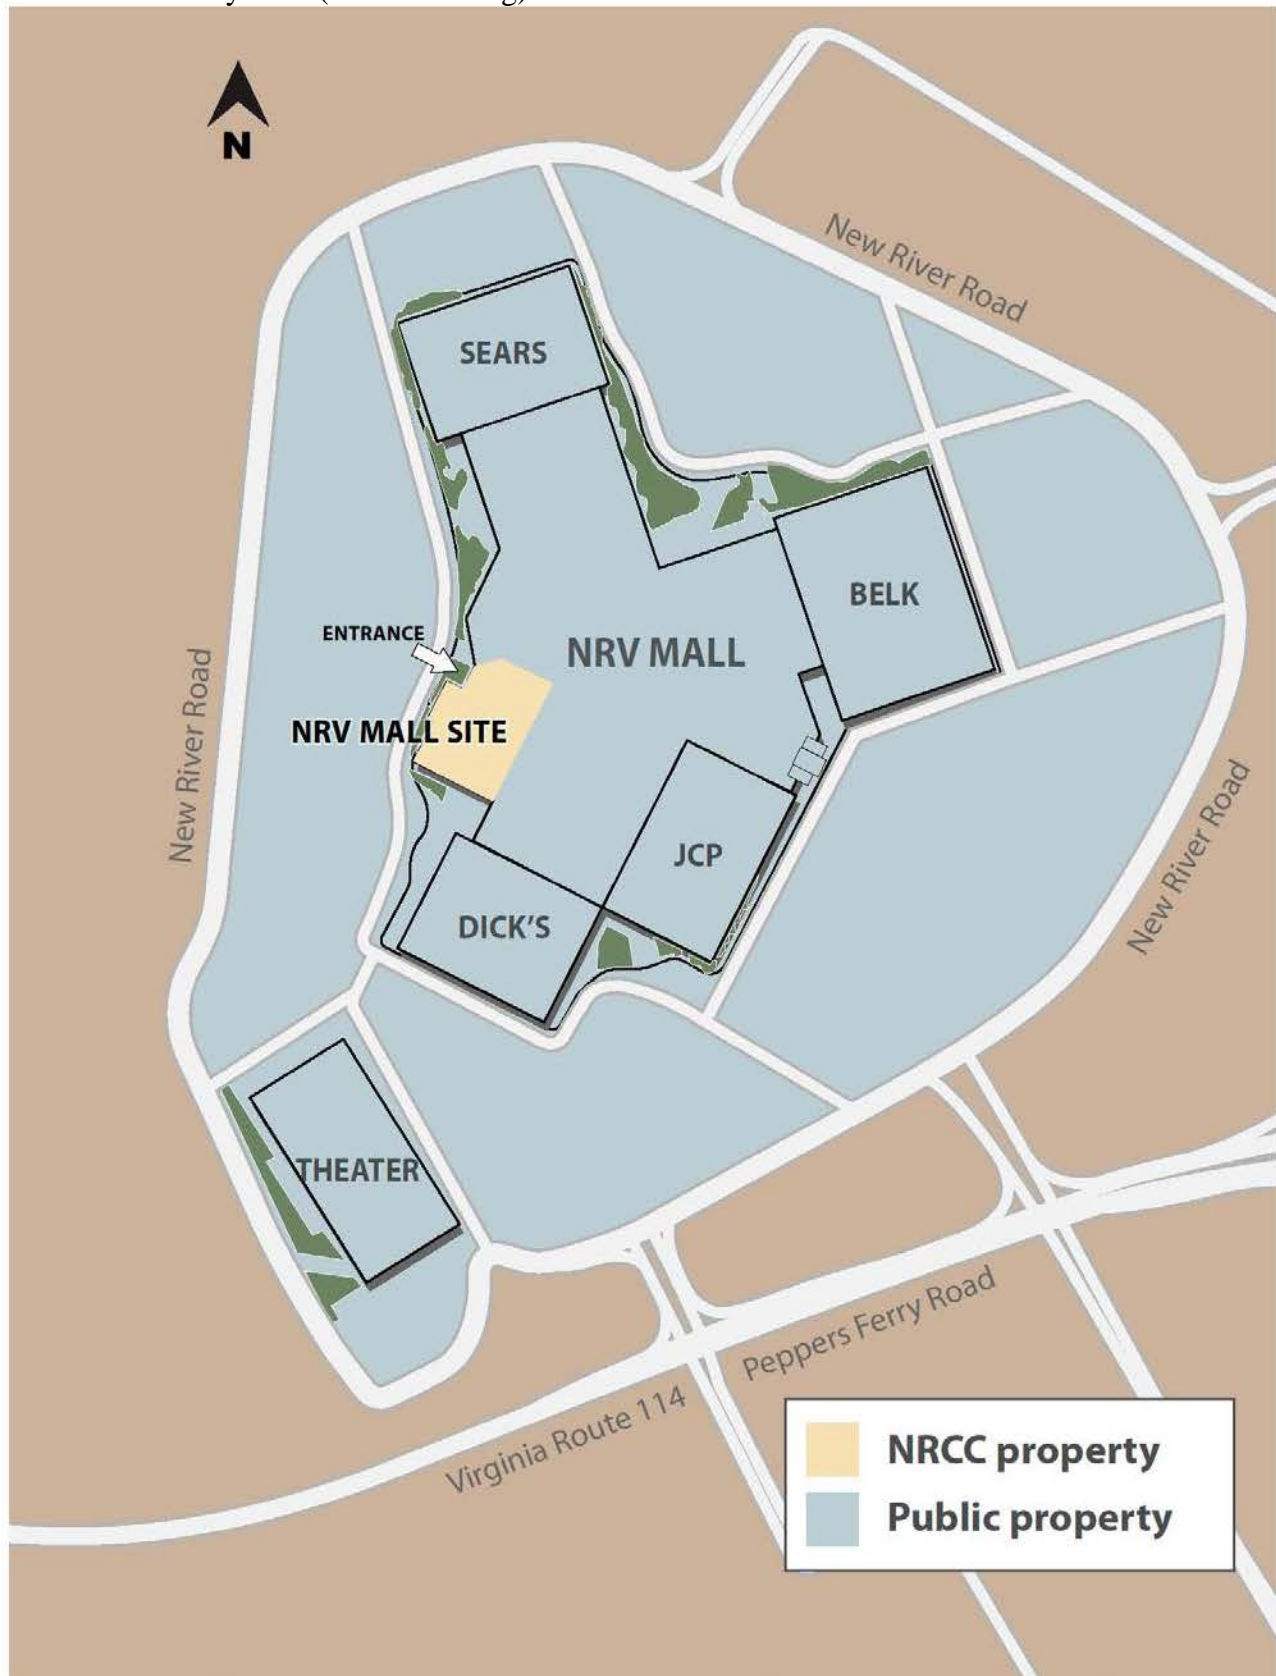 N
New River Road
SEARS
BELK
ENTRANCE
NRV MALL
NRV MALL SITE
New River Road
JCP
New River Road
DICK'S
THEATER
Peppers Ferry Road
Virginia Route 114
NRCC property
Public property